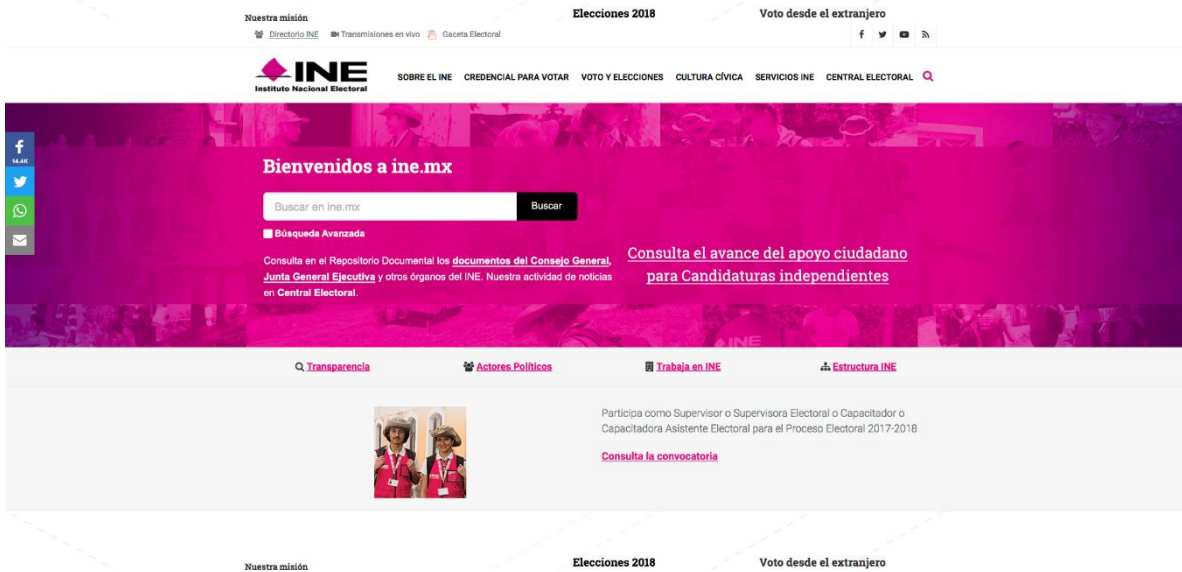 Nuestra misión
Elecciones 2018
Voto desde el extranjero
Directorio INE
Transmisiones en vivo
Gaceta Electoral
INE
Instituto Nacional Electoral
SOBRE EL INE
CREDENCIAL PARA VOTAR
VOTO Y ELECCIONES
CULTURA CÍVICA
SERVICIOS INE
CENTRAL ELECTORAL
14.4K
Bienvenidos a ine.mx
Buscar en ine.mx
Buscar
Búsqueda Avanzada
Consulta en el Repositorio Documental los documentos del Consejo General,
Junta General Ejecutiva y otros órganos del INE. Nuestra actividad de noticias
en Central Electoral.
Consulta el avance del apoyo ciudadano
para Candidaturas independientes
INE
Transparencia
Actores Políticos
Trabaja en INE
Estructura INE
Participa como Supervisor o Supervisora Electoral o Capacitador o
Capacitadora Asistente Electoral para el Proceso Electoral 2017-2018
Consulta la convocatoria
Nuestra misión
Elecciones 2018
Voto desde el extranjero